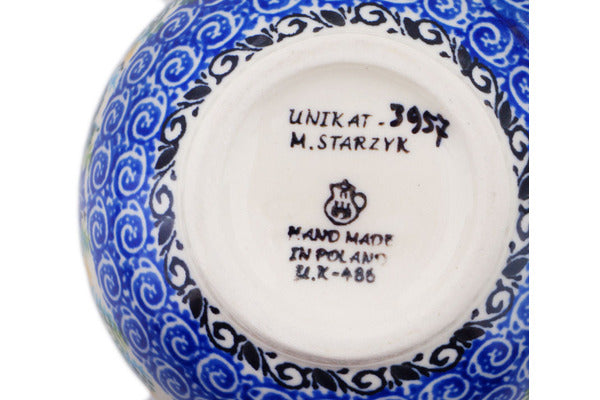 UNIKAT-3957
M.STARZYK
HAND MADE
IN POLAND
U.K-486